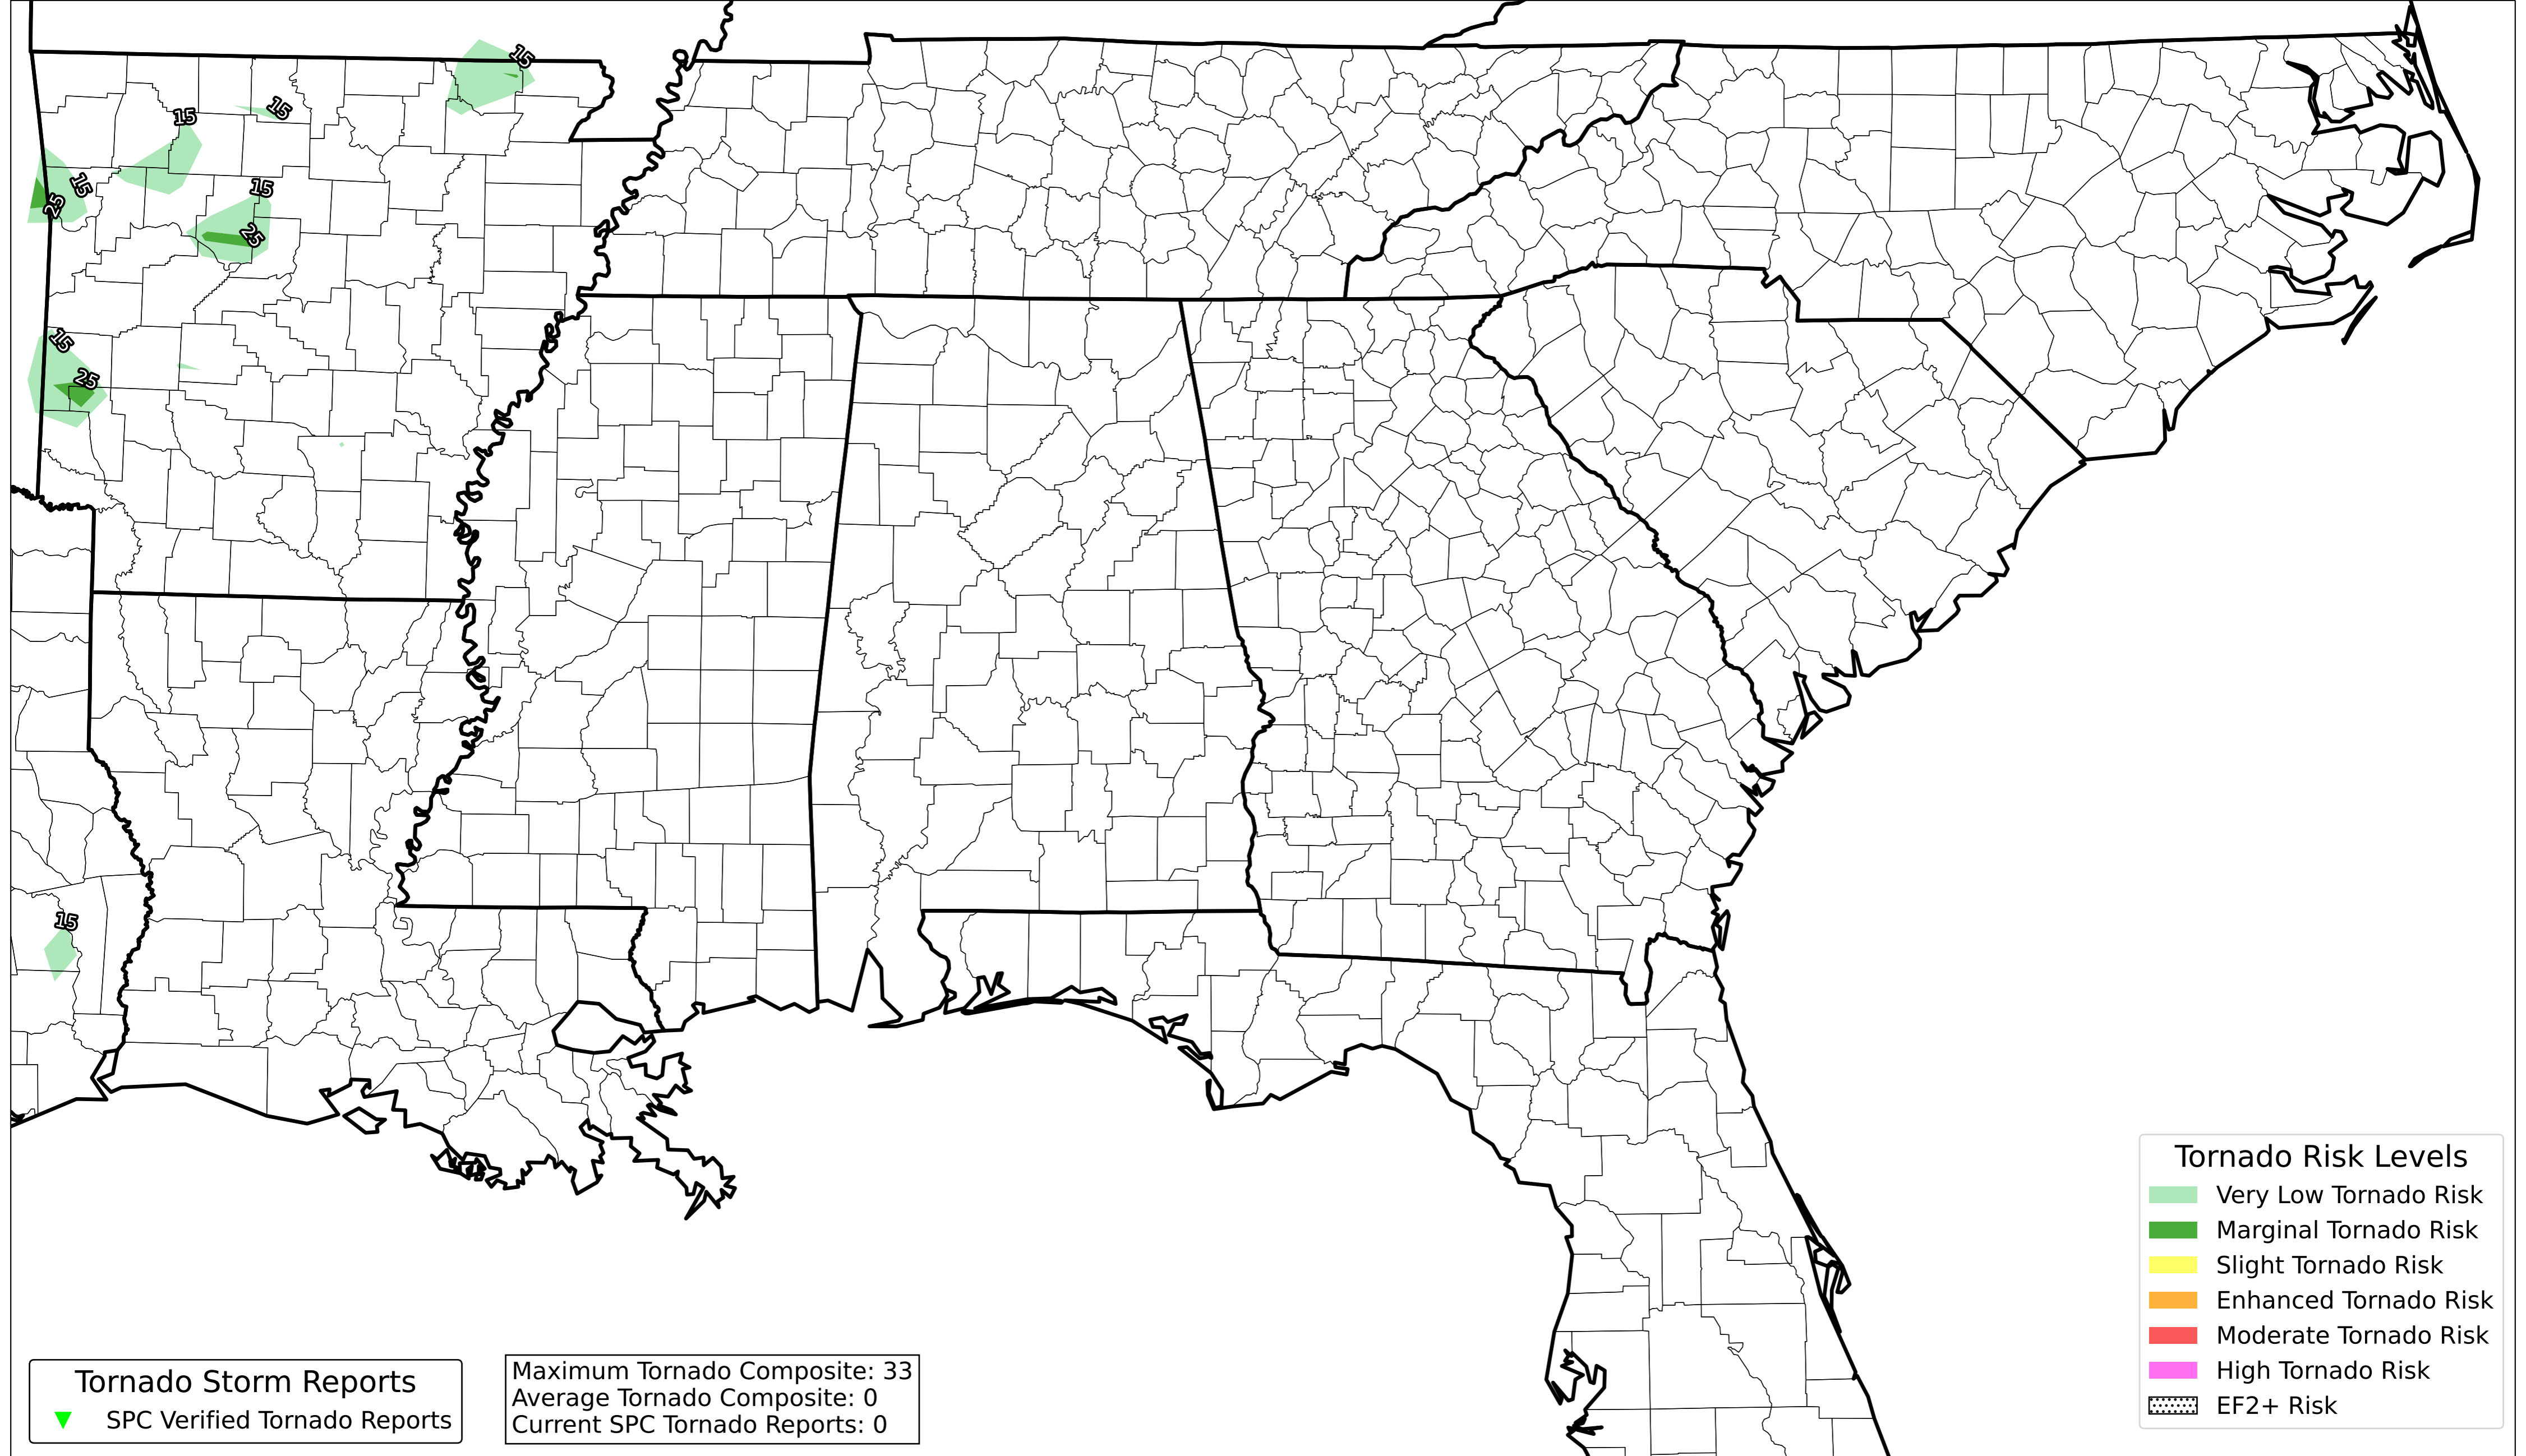 15
15
15
15
25
15
25
15
25
15
Tornado Storm Reports
SPC Verified Tornado Reports
Maximum Tornado Composite: 33
Average Tornado Composite: 0
Current SPC Tornado Reports: 0
Tornado Risk Levels
Very Low Tornado Risk
Marginal Tornado Risk
Slight Tornado Risk
Enhanced Tornado Risk
Moderate Tornado Risk
High Tornado Risk
EF2+ Risk